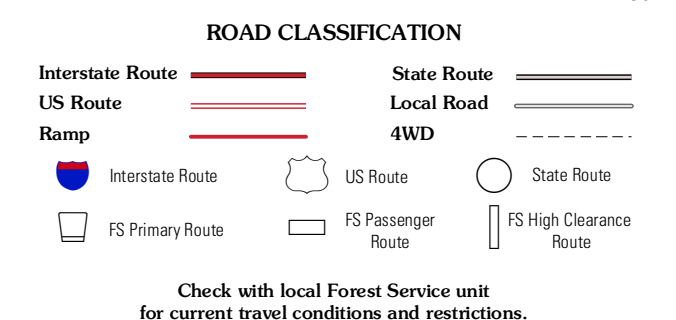 ROAD CLASSIFICATION
Interstate Route
State Route
US Route
Local Road
Ramp
4WD
Interstate Route
US Route
State Route
FS Primary Route
FS Passenger
Route
FS High Clearance
Route
Check with local Forest Service unit
for current travel conditions and restrictions.